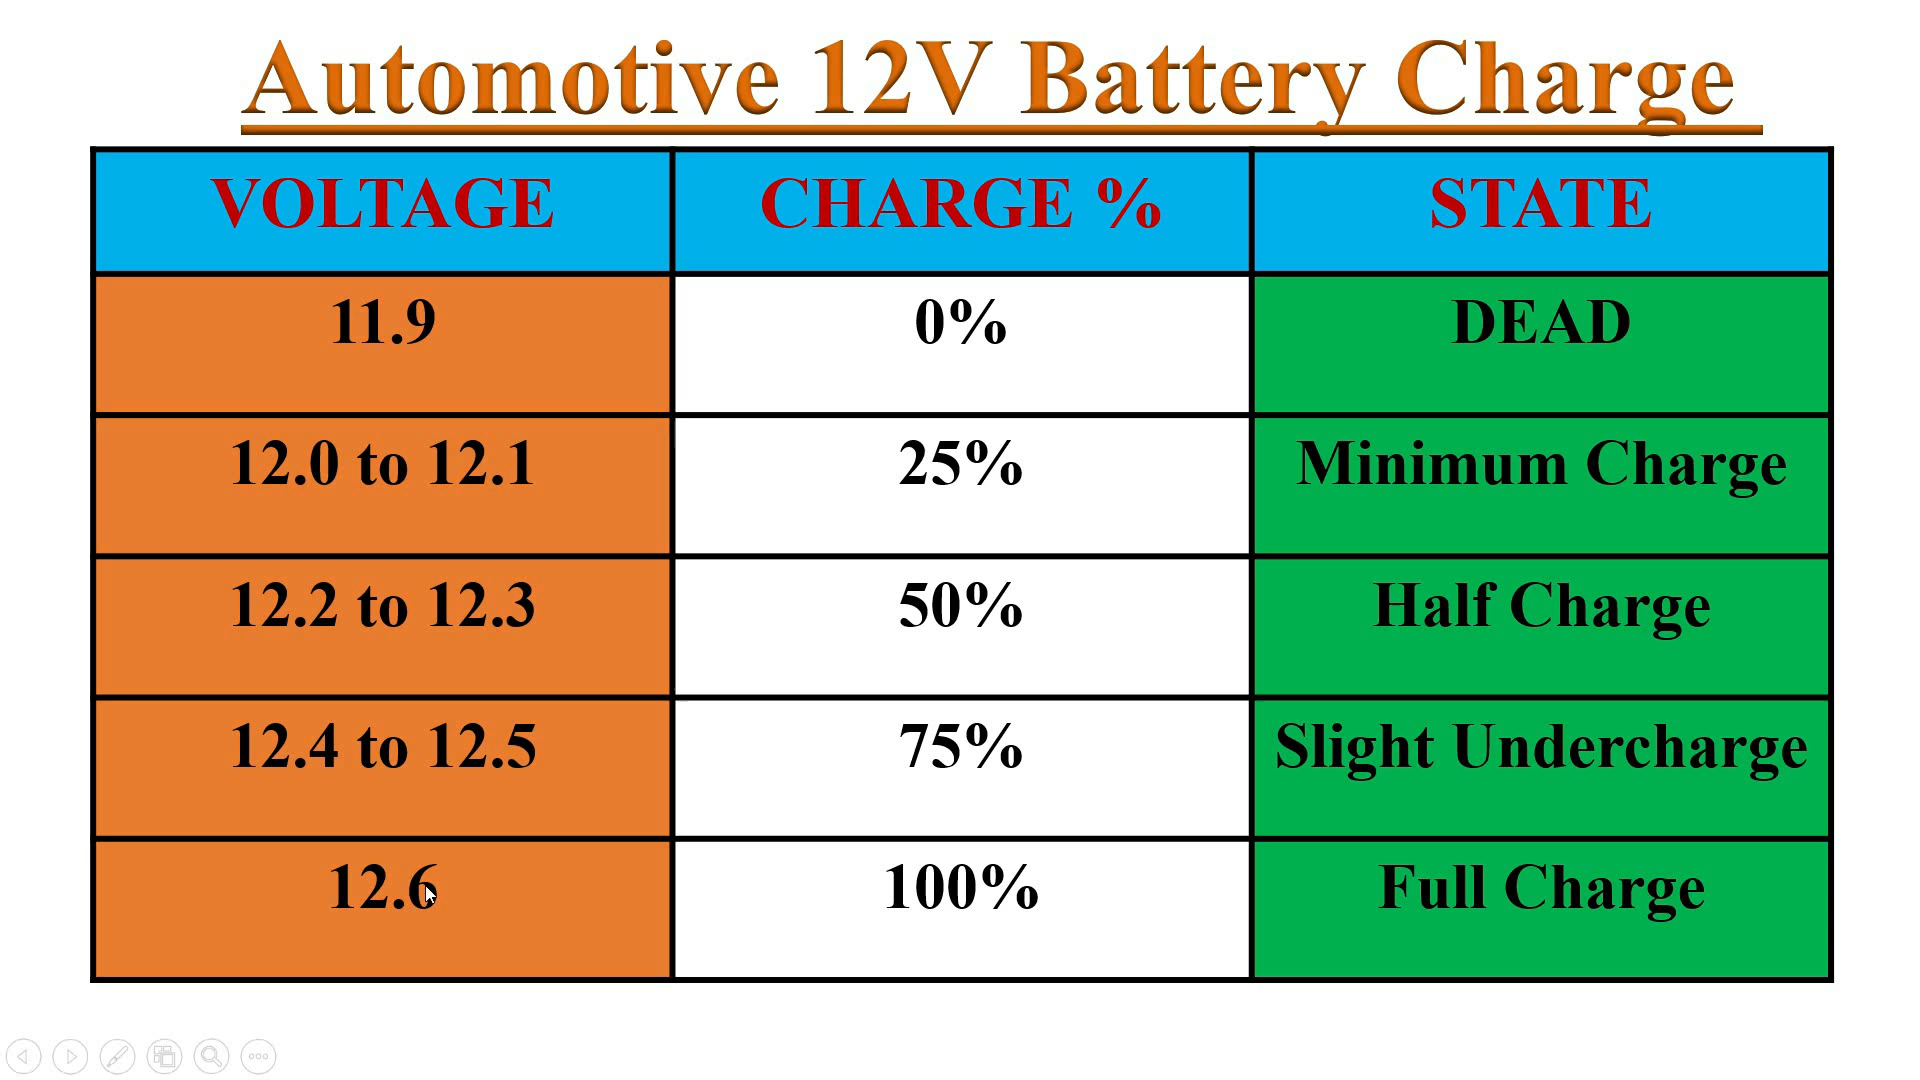 Automotive 12V Battery Charge
VOLTAGE CHARGE % STATE
11.9 0% DEAD
12.0 to 12.1 25% Minimum Charge
12.2 to 12.3 50% Half Charge
12.4 to 12.5 75% Slight Undercharge
12.6 100% Full Charge